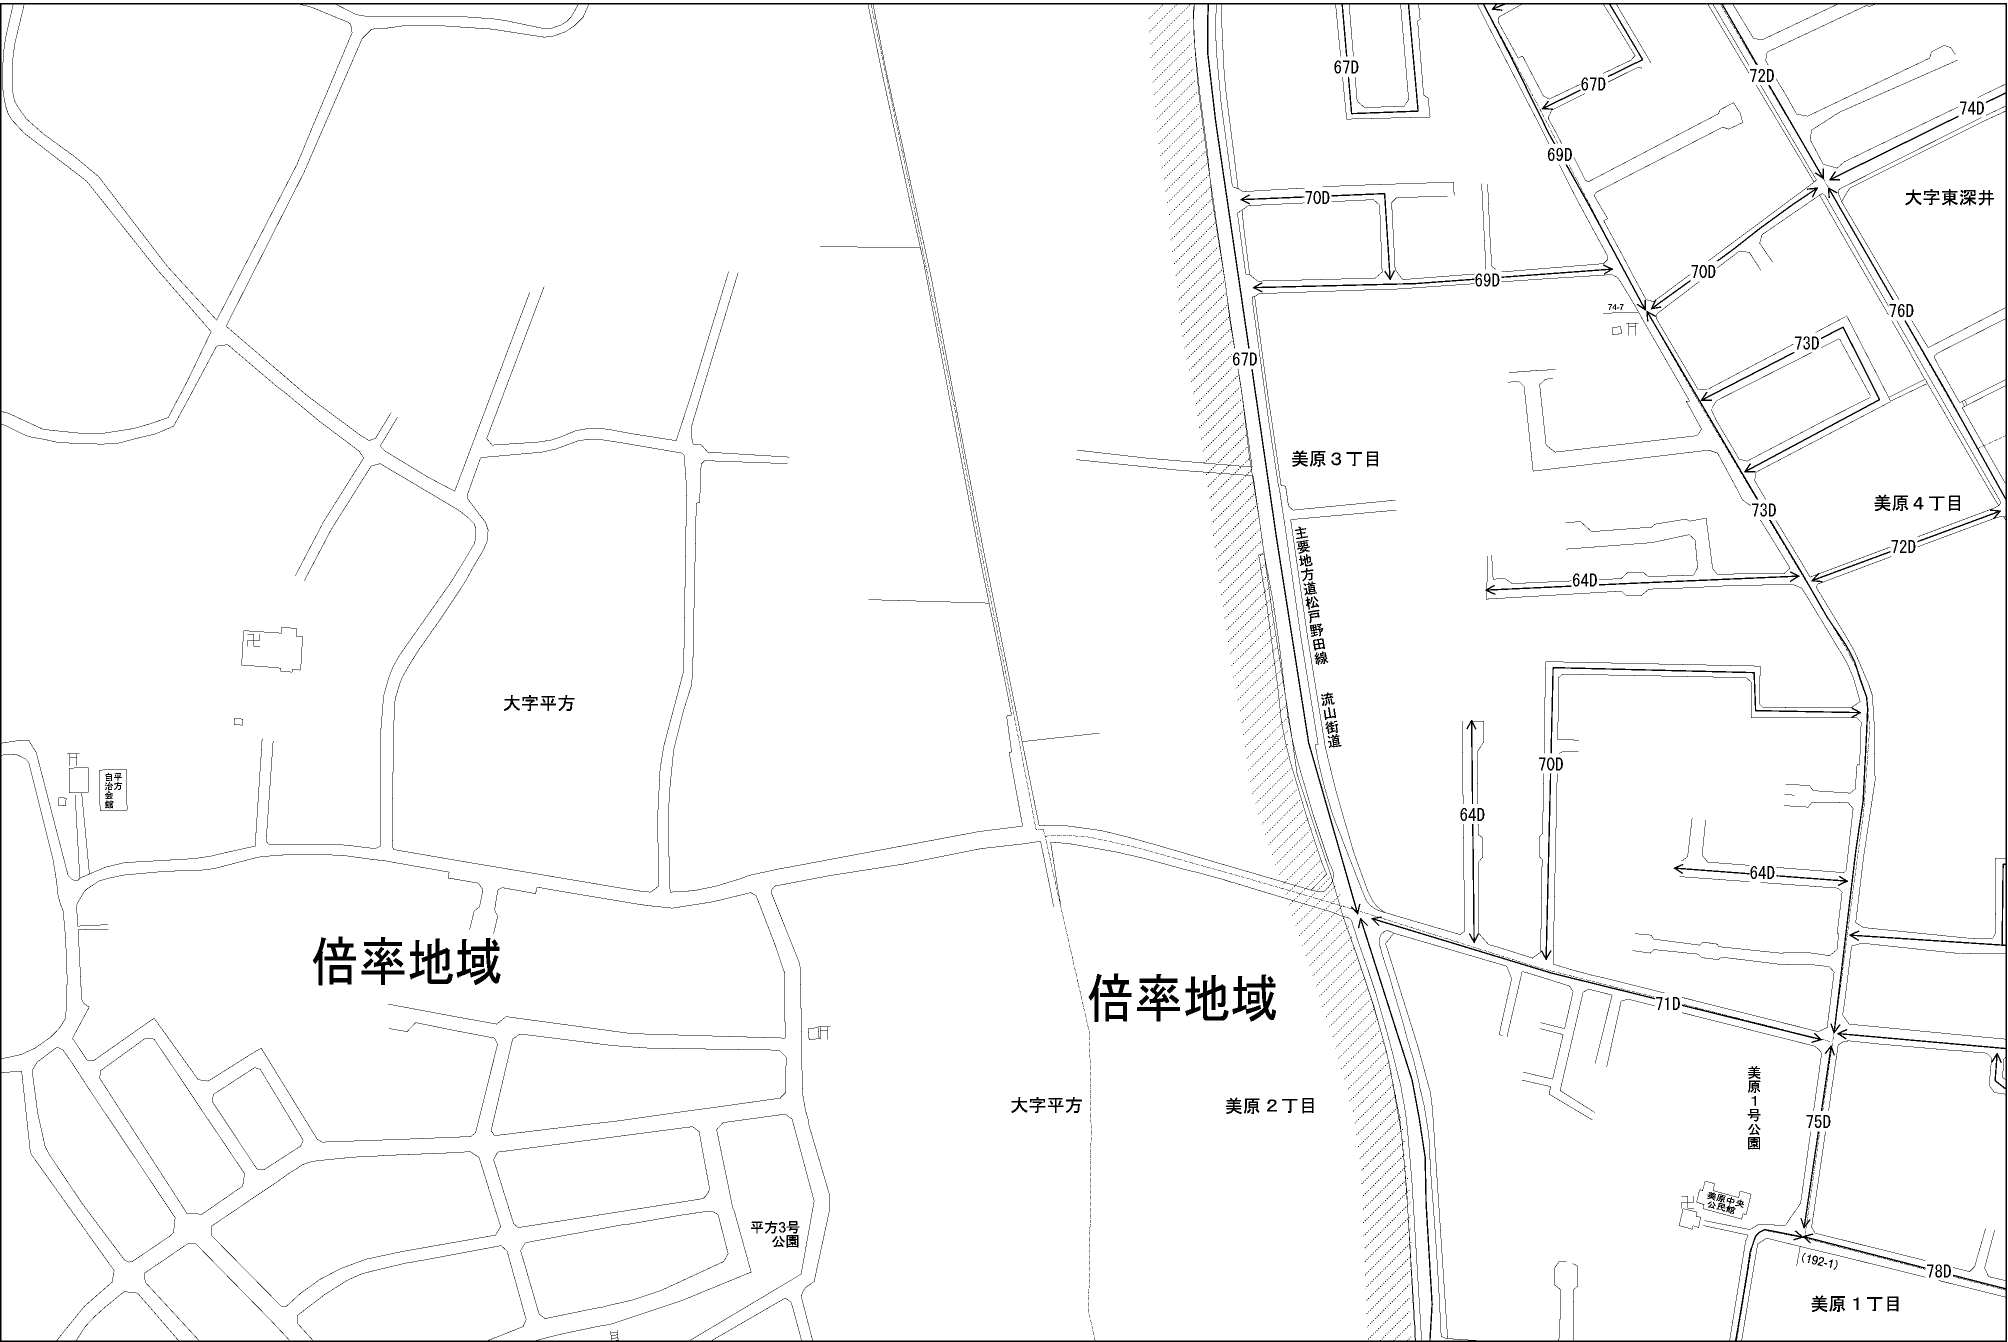 67D
67D
72D
74D
69D
70D
大字東深井
70D
69D
74-7
76D
67D
73D
美原３丁目
美原４丁目
73D
72D
主要地方道松戸野田線 流山街道
64D
大字平方
70D
平方
自治会館
64D
64D
倍率地域
倍率地域
71D
大字平方
美原２丁目
美原１号公園
75D
美原中央
公民館
平方3号
公園
(192-1)
78D
美原１丁目